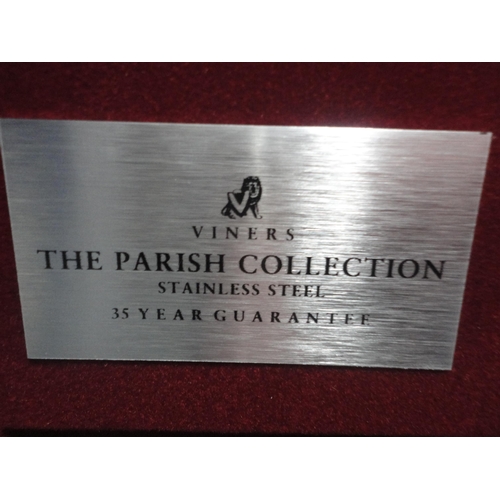 VINERS
THE PARISH COLLECTION
STAINLESS STEEL
35 YEAR GUARANTEE